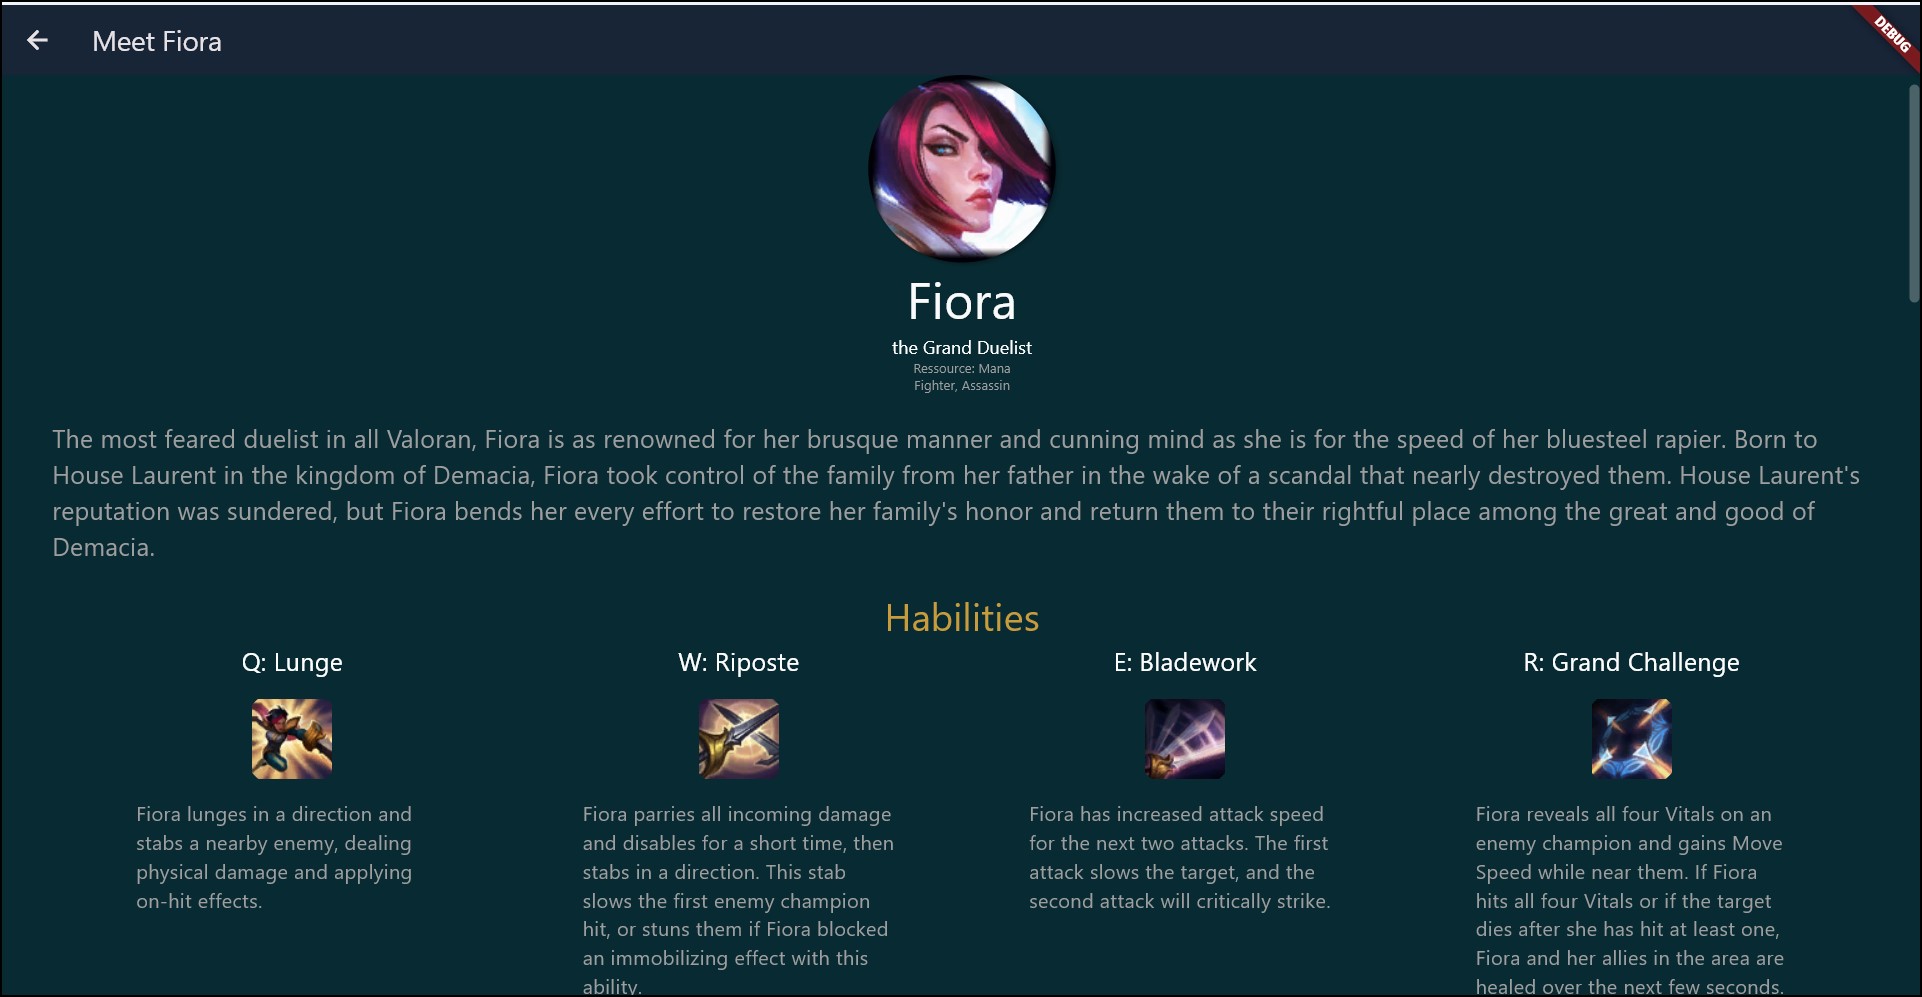 Meet Fiora
DEBUG
Fiora
the Grand Duelist
Ressource: Mana
Fighter, Assassin
The most feared duelist in all Valoran, Fiora is as renowned for her brusque manner and cunning mind as she is for the speed of her bluesteel rapier. Born to
House Laurent in the kingdom of Demacia, Fiora took control of the family from her father in the wake of a scandal that nearly destroyed them. House Laurent's
reputation was sundered, but Fiora bends her every effort to restore her family's honor and return them to their rightful place among the great and good of
Demacia.
Habilities
Q: Lunge
Fiora lunges in a direction and
stabs a nearby enemy, dealing
physical damage and applying
on-hit effects.
W: Riposte
Fiora parries all incoming damage
and disables for a short time, then
stabs in a direction. This stab
slows the first enemy champion
hit, or stuns them if Fiora blocked
an immobilizing effect with this
ability.
E: Bladework
Fiora has increased attack speed
for the next two attacks. The first
attack slows the target, and the
second attack will critically strike.
R: Grand Challenge
Fiora reveals all four Vitals on an
enemy champion and gains Move
Speed while near them. If Fiora
hits all four Vitals or if the target
dies after she has hit at least one,
Fiora and her allies in the area are
healed over the next few seconds.